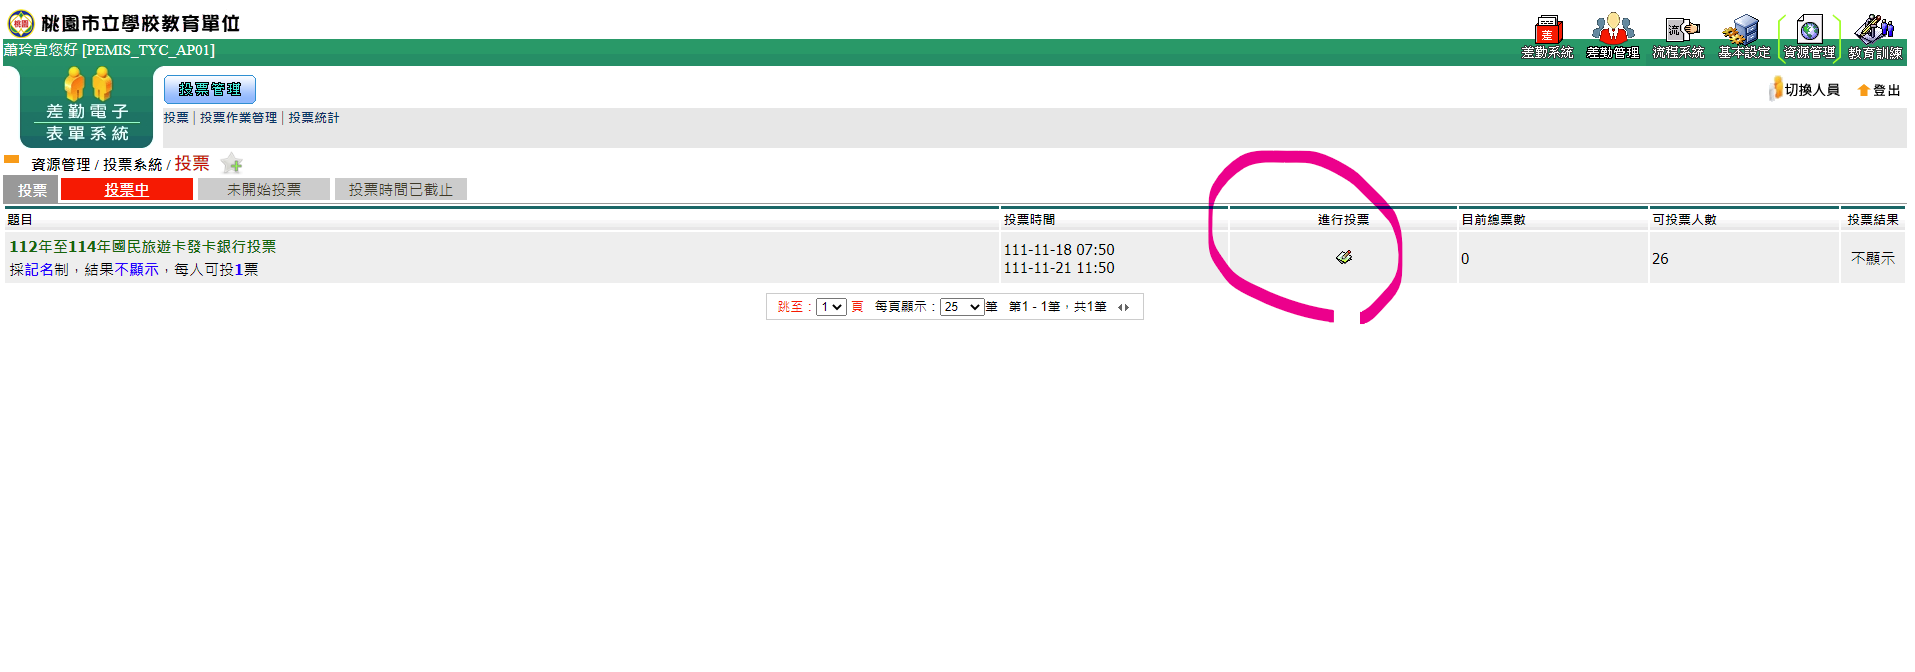 桃園
桃園市立學校教育單位
蕭玲宜您好 [PEMIS_TYC_AP01]
差
流
差勤系統 差勤管理 流程系統 基本設定 資源管理 教育訓練
差勤電子
表單系統
投票管理
切換人員 登出
投票 | 投票作業管理 | 投票統計
資源管理 / 投票系統 / 投票
投票 投票中 未開始投票 投票時間已截止
題目 投票時間 進行投票 目前總票數 可投票人數 投票結果
112年至114年國民旅遊卡發卡銀行投票
採記名制，結果不顯示，每人可投1票
111-11-18 07:50
111-11-21 11:50
0 26 不顯示
跳至： 1 頁 每頁顯示： 25 筆 第1 - 1筆，共1筆